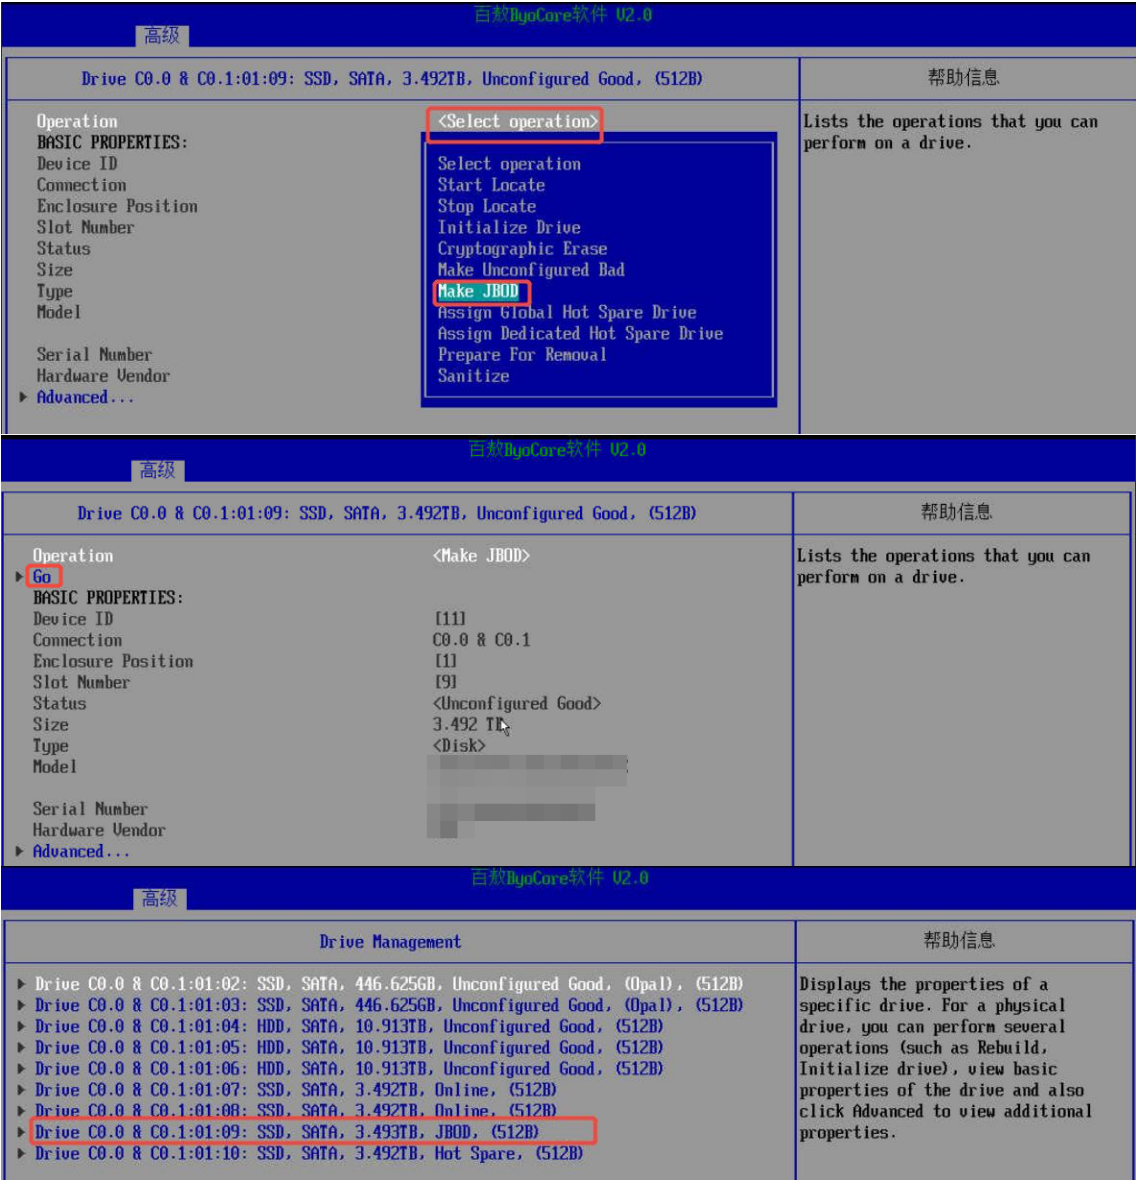 百敖ByoCore软件 V2.0
高级
Drive C0.0 & C0.1:01:09: SSD, SATA, 3.492TB, Unconfigured Good, (512B)
帮助信息
Operation <Select operation>
Lists the operations that you can
perform on a drive.
BASIC PROPERTIES:
Device ID
Connection
Enclosure Position
Slot Number
Status
Size
Type
Model
Serial Number
Hardware Vendor
Advanced...
Select operation
Start Locate
Stop Locate
Initialize Drive
Cryptographic Erase
Make Unconfigured Bad
Make JBOD
Assign Global Hot Spare Drive
Assign Dedicated Hot Spare Drive
Prepare For Removal
Sanitize
百敖ByoCore软件 V2.0
高级
Drive C0.0 & C0.1:01:09: SSD, SATA, 3.492TB, Unconfigured Good, (512B)
帮助信息
Operation <Make JBOD>
Go
BASIC PROPERTIES:
Device ID [11]
Connection C0.0 & C0.1
Enclosure Position [1]
Slot Number [9]
Status <Unconfigured Good>
Size 3.492 TB
Type <Disk>
Model
Serial Number
Hardware Vendor
Advanced...
Lists the operations that you can
perform on a drive.
百敖ByoCore软件 V2.0
高级
Drive Management
帮助信息
Drive C0.0 & C0.1:01:02: SSD, SATA, 446.625GB, Unconfigured Good, (Opal), (512B)
Drive C0.0 & C0.1:01:03: SSD, SATA, 446.625GB, Unconfigured Good, (Opal), (512B)
Drive C0.0 & C0.1:01:04: HDD, SATA, 10.913TB, Unconfigured Good, (512B)
Drive C0.0 & C0.1:01:05: HDD, SATA, 10.913TB, Unconfigured Good, (512B)
Drive C0.0 & C0.1:01:06: HDD, SATA, 10.913TB, Unconfigured Good, (512B)
Drive C0.0 & C0.1:01:07: SSD, SATA, 3.492TB, Online, (512B)
Drive C0.0 & C0.1:01:08: SSD, SATA, 3.492TB, Online, (512B)
Drive C0.0 & C0.1:01:09: SSD, SATA, 3.493TB, JBOD, (512B)
Drive C0.0 & C0.1:01:10: SSD, SATA, 3.492TB, Hot Spare, (512B)
Displays the properties of a
specific drive. For a physical
drive, you can perform several
operations (such as Rebuild,
Initialize drive), view basic
properties of the drive and also
click Advanced to view additional
properties.